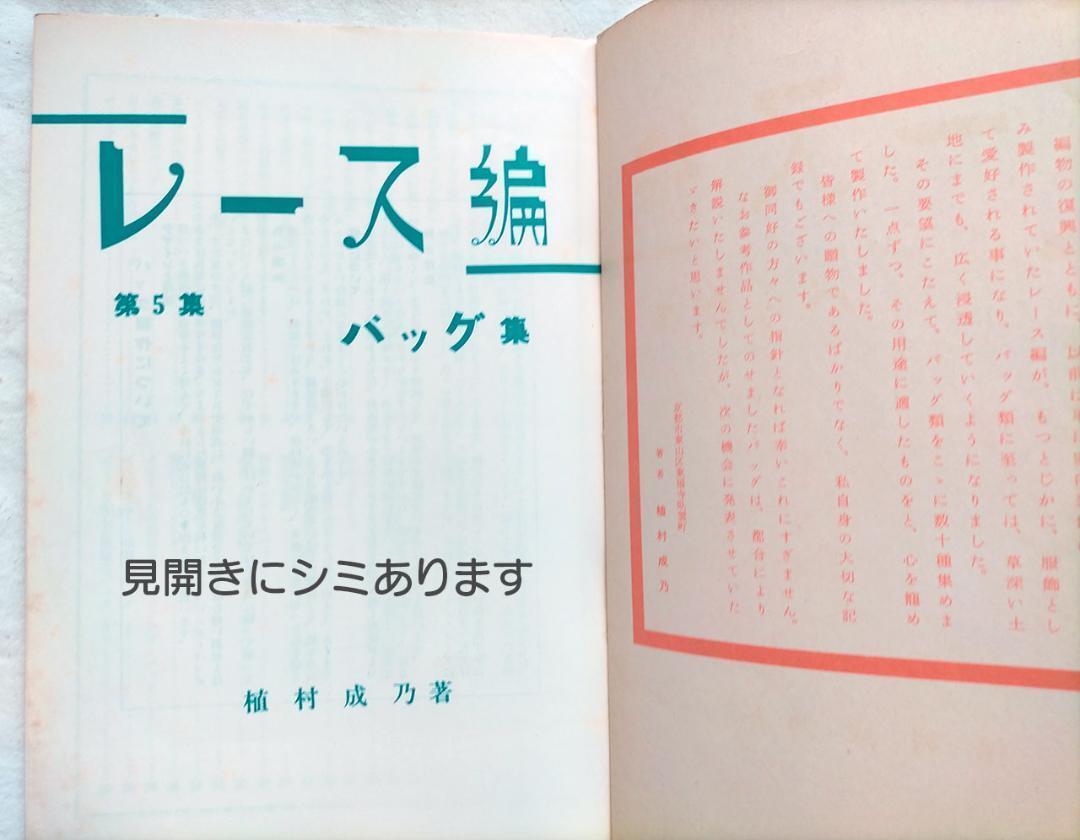 レース編
第5集
バッグ集
見開きにシミあります
植村成乃著
編物の復興とともに、以前は
み製作されていたレース編が、もつとじかに、服飾とし
て愛好される事になり、バッグ類に至っては、草深い土
地にまでも、広く浸透していくようになりました。
その要望にこたえて、バッグ類をこゝに数十種集めま
した。一点ずつ、その用途に適したものをと、心を籠め
て製作いたしました。
皆様への贈物であるばかりでなく、私自身の大切な記
録でもございます。
御同好の方々への指針となれば幸いこれにすぎません。
なお参考作品としてのせましたバッグは、都合により
解説いたしませんでしたが、次の機会に発表させていた
ゞきたいと思います。
京都市東山区東福寺
町
著者 植村成乃